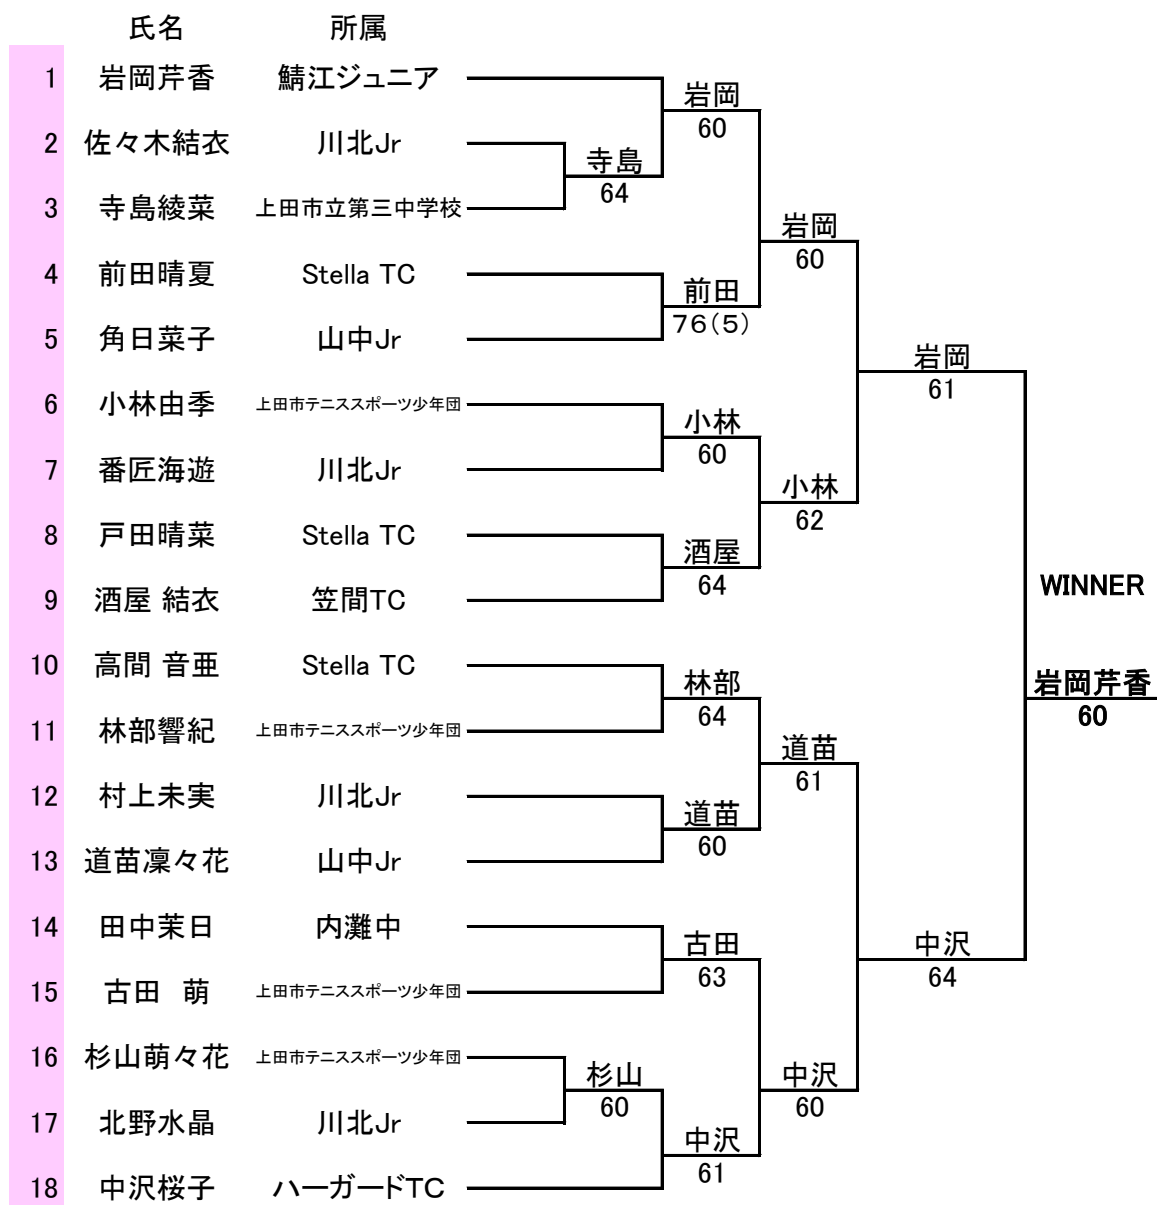 氏名 所属
1 岩岡芹香 鯖江ジュニア
岩岡
60
2 佐々木結衣 川北Jr
寺島
64
3 寺島綾菜 上田市立第三中学校
岩岡
60
4 前田晴夏 Stella TC
前田
76(5)
5 角日菜子 山中Jr
岩岡
61
6 小林由季 上田市テニススポーツ少年団
小林
60
7 番匠海遊 川北Jr
小林
62
8 戸田晴菜 Stella TC
酒屋
64
9 酒屋 結衣 笠間TC
WINNER
岩岡芹香
60
10 高間 音亜 Stella TC
林部
64
11 林部響紀 上田市テニススポーツ少年団
道苗
61
12 村上未実 川北Jr
道苗
60
13 道苗凜々花 山中Jr
14 田中茉日 内灘中
古田
63
中沢
64
15 古田 萌 上田市テニススポーツ少年団
16 杉山萌々花 上田市テニススポーツ少年団
杉山
60
中沢
60
17 北野水晶 川北Jr
中沢
61
18 中沢桜子 ハーガードTC